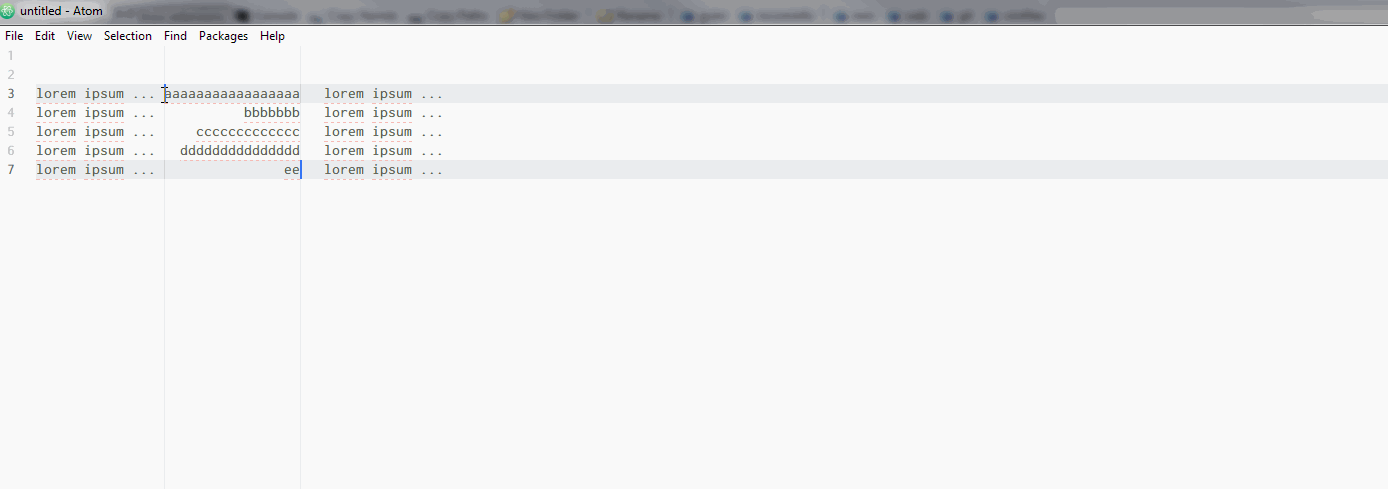 untitled - Atom
File Edit View Selection Find Packages Help
1
2
3 lorem ipsum ... aaaaaaaaaaaaaaaaa lorem ipsum ...
4 lorem ipsum ... bbbbbbb lorem ipsum ...
5 lorem ipsum ... ccccccccccccc lorem ipsum ...
6 lorem ipsum ... ddddddddddddddd lorem ipsum ...
7 lorem ipsum ... ee lorem ipsum ...